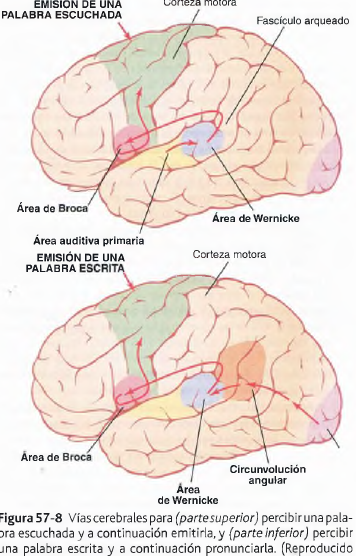 EMISIÓN DE UNA
PALABRA ESCUCHADA
Corteza motora
Fascículo arqueado
Área de Broca
Área de Wernicke
Área auditiva primaria
EMISIÓN DE UNA
PALABRA ESCRITA
Corteza motora
Área de Broca
Circunvolución
angular
Área
de Wernicke
Figura 57-8 Vías cerebrales para (parte superior) percibir una pala-
bra escuchada y a continuación emitirla, y (parte inferior) percibir
una palabra escrita y a continuación pronunciarla. (Reproducido